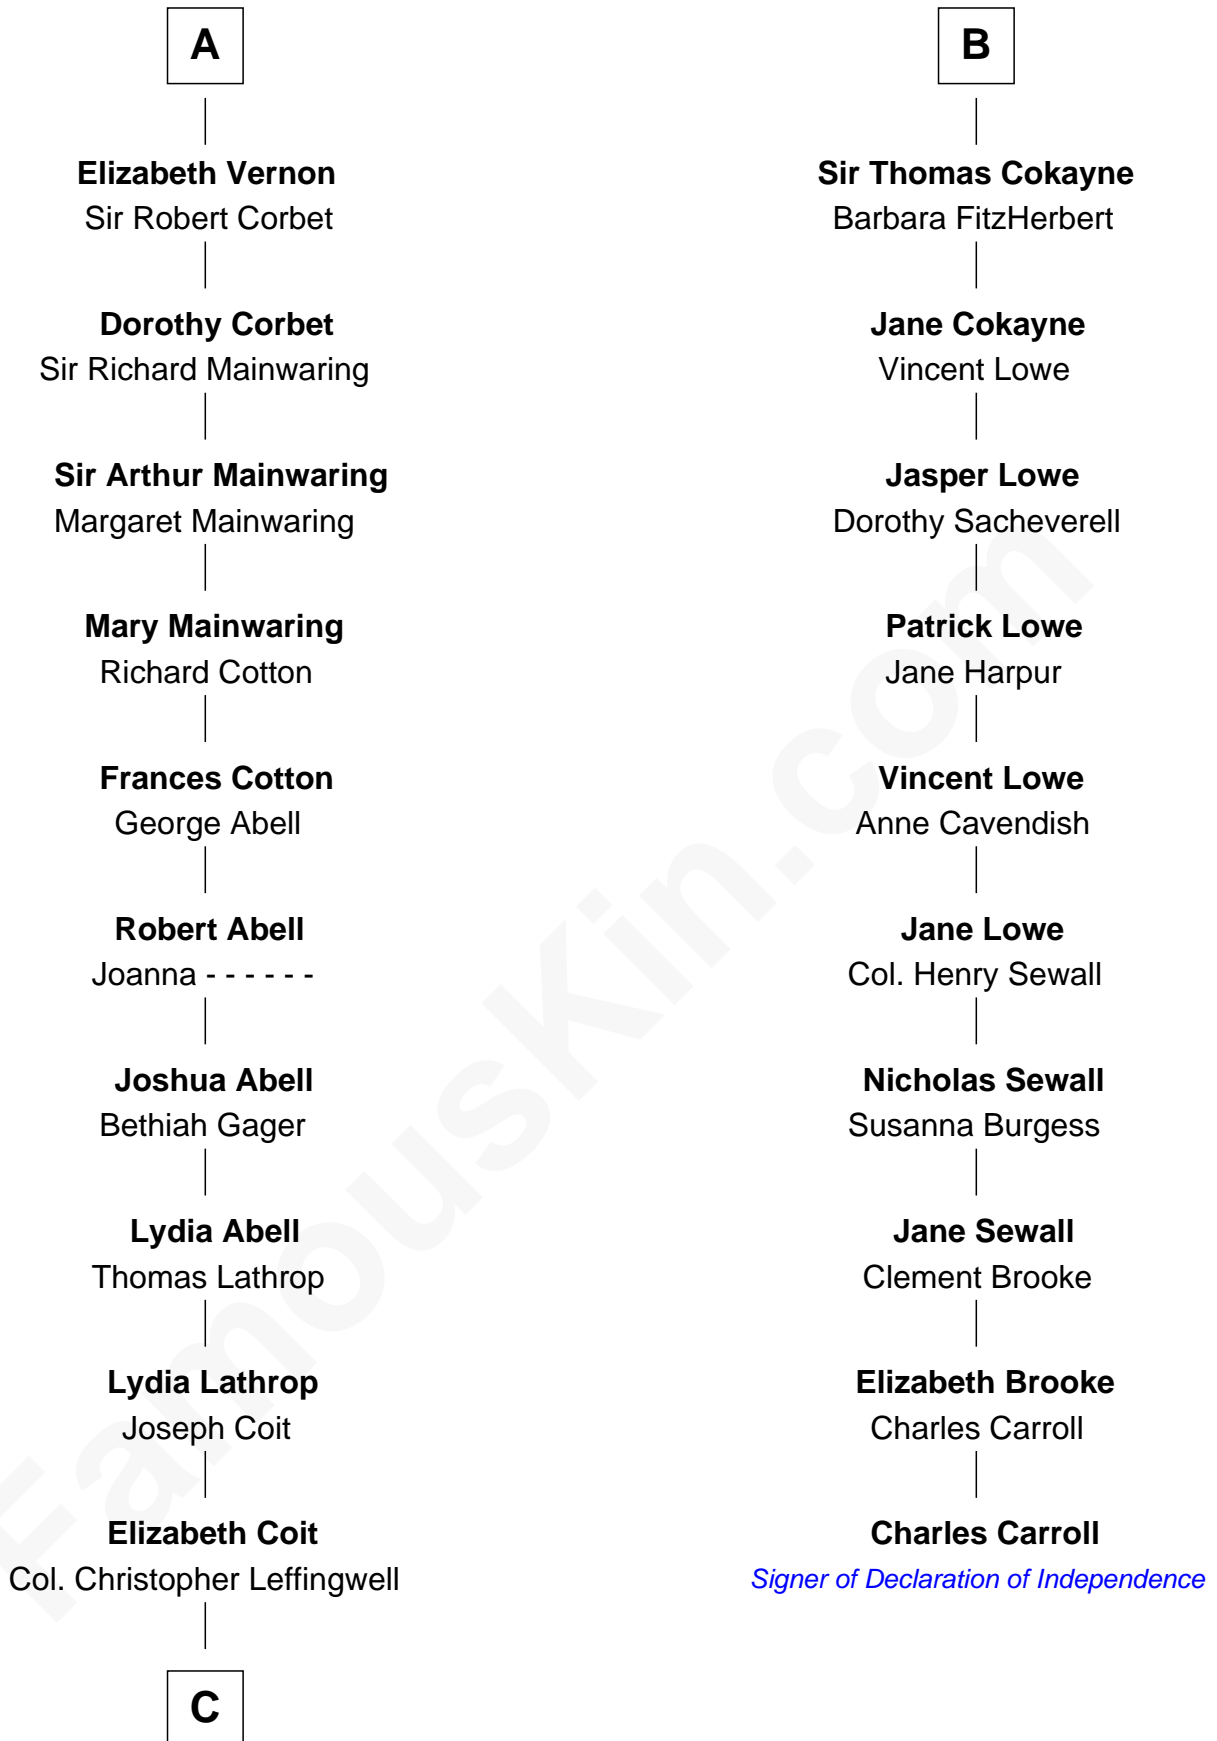 A
Elizabeth Vernon
Sir Robert Corbet
Dorothy Corbet
Sir Richard Mainwaring
Sir Arthur Mainwaring
Margaret Mainwaring
Mary Mainwaring
Richard Cotton
Frances Cotton
George Abell
Robert Abell
Joanna - - - - - -
Joshua Abell
Bethiah Gager
Lydia Abell
Thomas Lathrop
Lydia Lathrop
Joseph Coit
Elizabeth Coit
Col. Christopher Leffingwell
C
B
Sir Thomas Cokayne
Barbara FitzHerbert
Jane Cokayne
Vincent Lowe
Jasper Lowe
Dorothy Sacheverell
Patrick Lowe
Jane Harpur
Vincent Lowe
Anne Cavendish
Jane Lowe
Col. Henry Sewall
Nicholas Sewall
Susanna Burgess
Jane Sewall
Clement Brooke
Elizabeth Brooke
Charles Carroll
Charles Carroll
Signer of Declaration of Independence
FamousKin.com